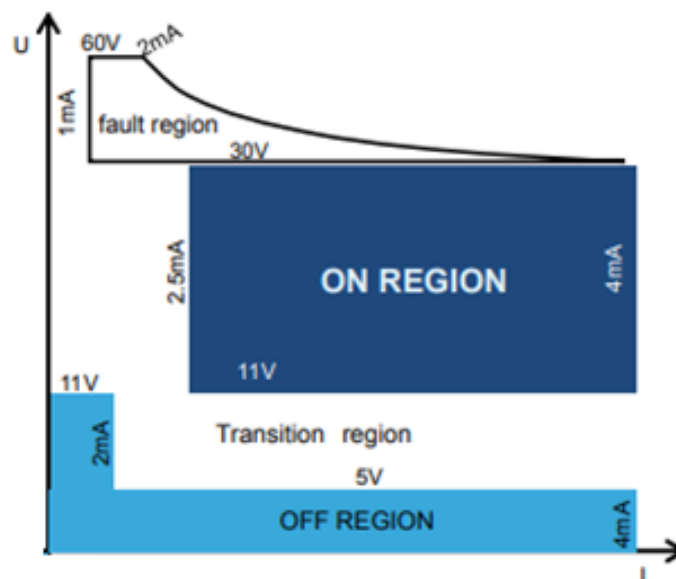 U
60V
2mA
1mA
fault region
30V
2.5mA
ON REGION
4mA
11V
11V
2mA
Transition region
5V
OFF REGION
4mA
I